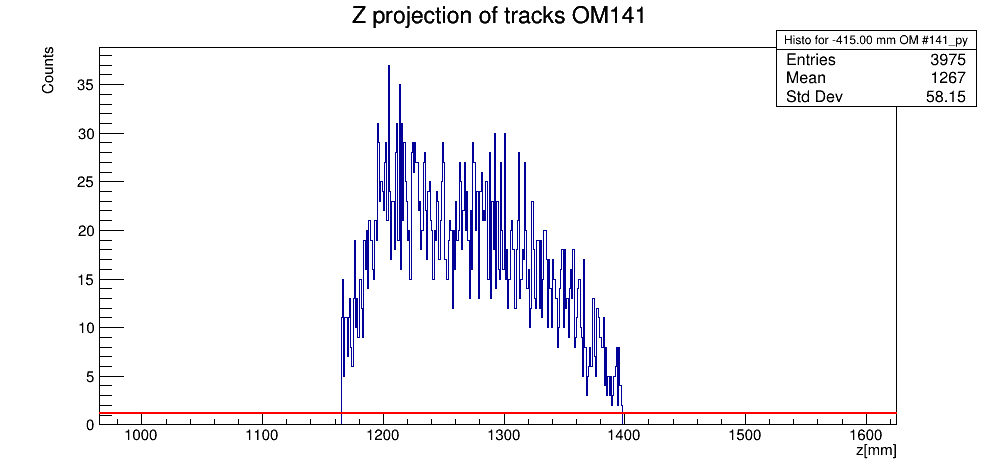 Z projection of tracks OM141
Histo for -415.00 mm OM #141_py
Entries 3975
Mean 1267
Std Dev 58.15
Counts
35
30
25
20
15
10
5
0
1000 1100 1200 1300 1400 1500 1600
z[mm]